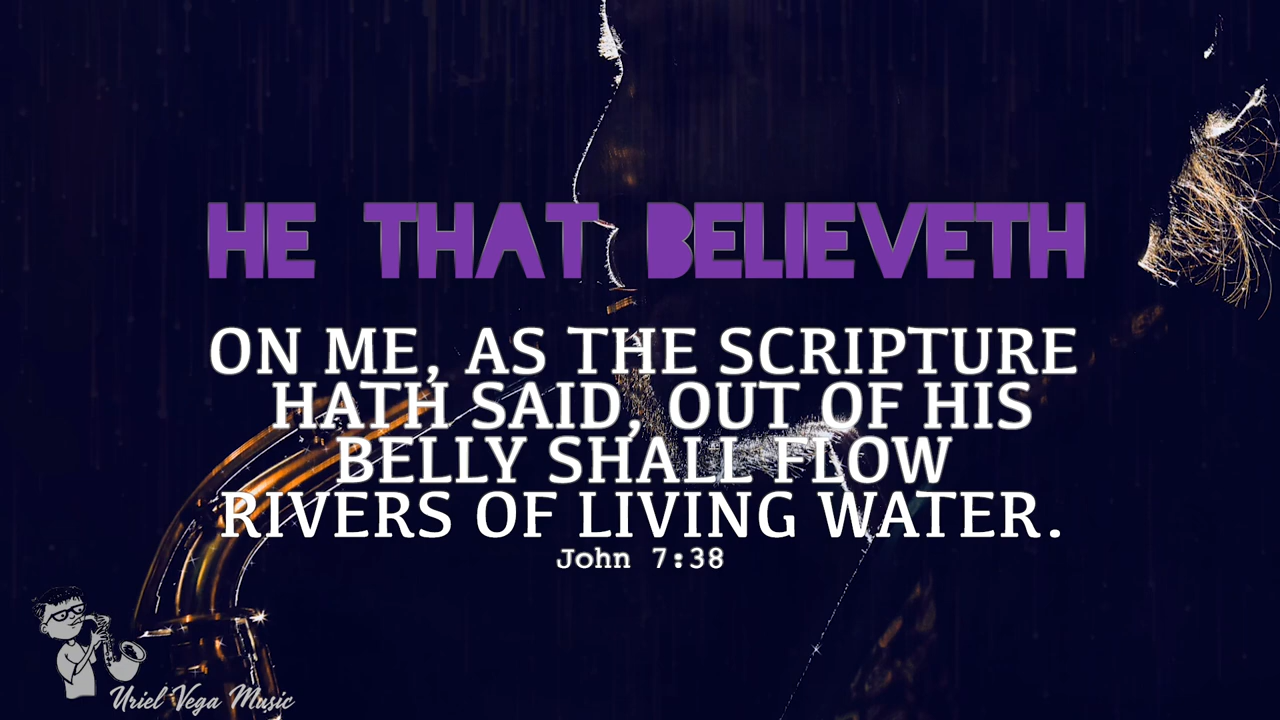 HE THAT BELIEVETH
ON ME, AS THE SCRIPTURE
HATH SAID, OUT OF HIS
BELLY SHALL FLOW
RIVERS OF LIVING WATER.
John 7:38
Uriel Vega Music